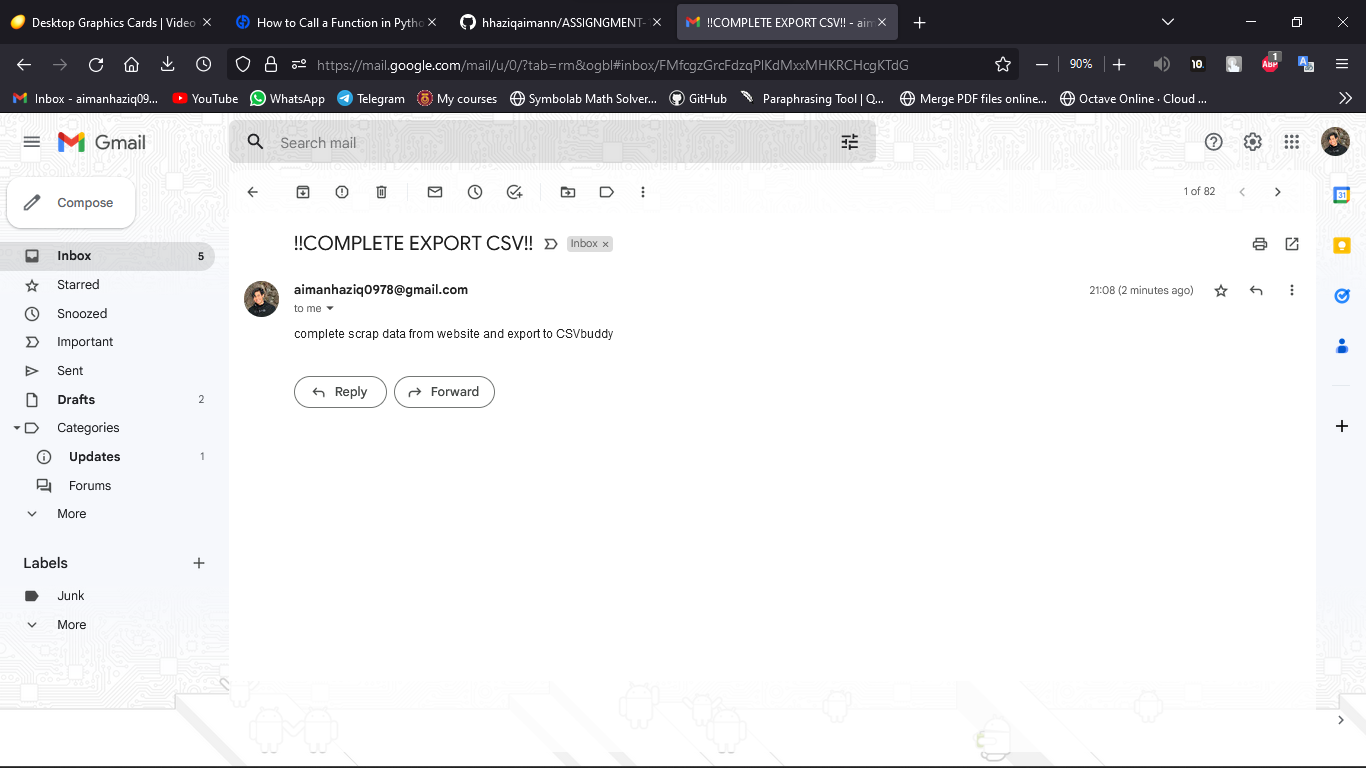 Desktop Graphics Cards | Video
How to Call a Function in Pytho
hhaziqaimann/ASSIGNGMENT-
!!COMPLETE EXPORT CSV!! - aim
https://mail.google.com/mail/u/0/?tab=rm&ogbl#inbox/FMfcgzGrcFdzqPlKdMxxMHKRCHcgKTdG
90%
10
1
ABP
Inbox - aimanhaziq09...
YouTube
WhatsApp
Telegram
My courses
Symbolab Math Solver...
GitHub
Paraphrasing Tool | Q...
Merge PDF files online...
Octave Online · Cloud ...
Gmail
Search mail
Compose
1 of 82
31
Inbox 5
Starred
Snoozed
Important
Sent
Drafts 2
Categories
Updates 1
Forums
More
Labels
Junk
More
!!COMPLETE EXPORT CSV!!
Inbox ×
aimanhaziq0978@gmail.com
21:08 (2 minutes ago)
to me
complete scrap data from website and export to CSVbuddy
Reply
Forward